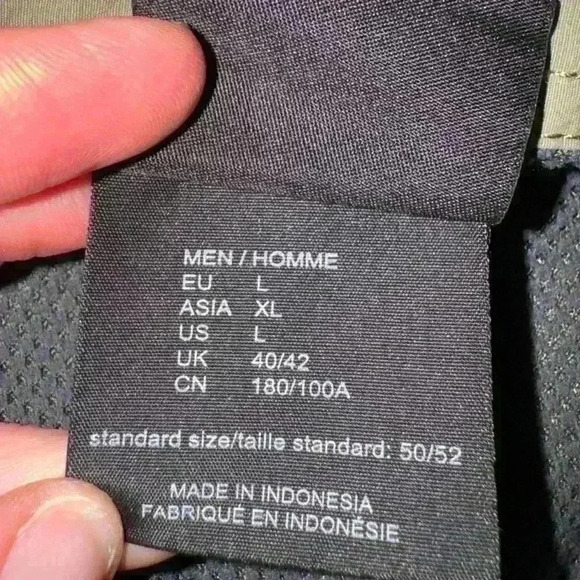 MEN / HOMME
EU L
ASIA XL
US L
UK 40/42
CN 180/100A
standard size/taille standard: 50/52
MADE IN INDONESIA
FABRIQUÉ EN INDONÉSIE